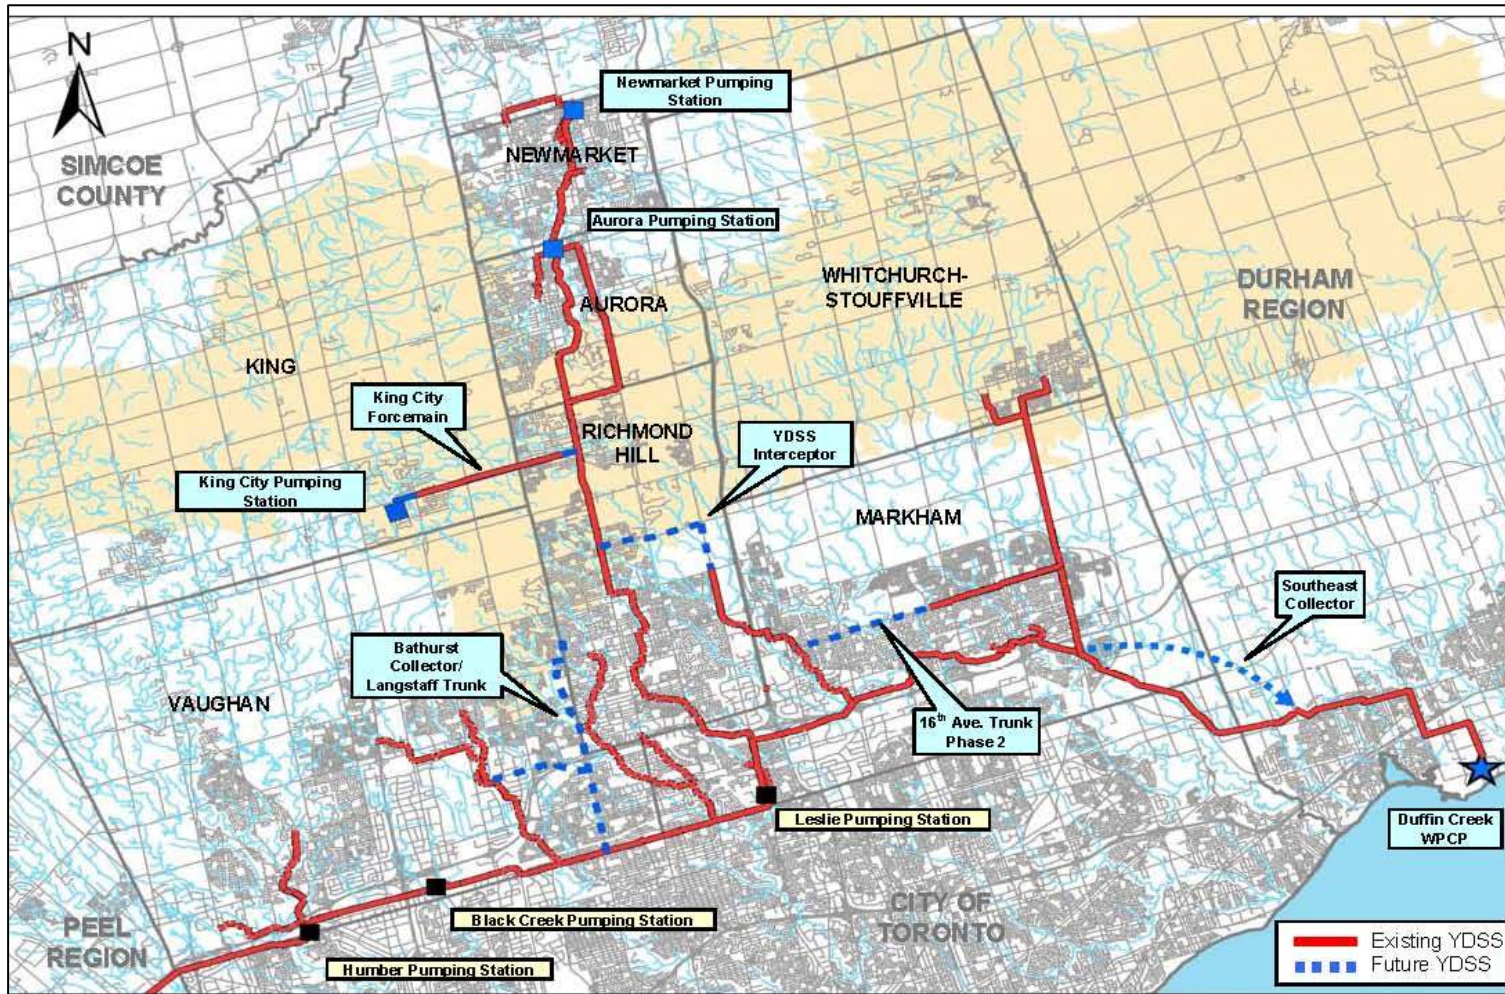 N
SIMCOE
COUNTY
Newmarket Pumping
Station
NEWMARKET
Aurora Pumping Station
AURORA
WHITCHURCH-
STOUFFVILLE
DURHAM
REGION
KING
King City
Forcemain
RICHMOND
HILL
YDSS
Interceptor
King City Pumping
Station
MARKHAM
Southeast
Collector
Bathurst
Collector/
Langstaff Trunk
VAUGHAN
16th Ave. Trunk
Phase 2
Leslie Pumping Station
Duffin Creek
WPCP
Black Creek Pumping Station
CITY OF
TORONTO
PEEL
REGION
Humber Pumping Station
Existing YDSS
Future YDSS